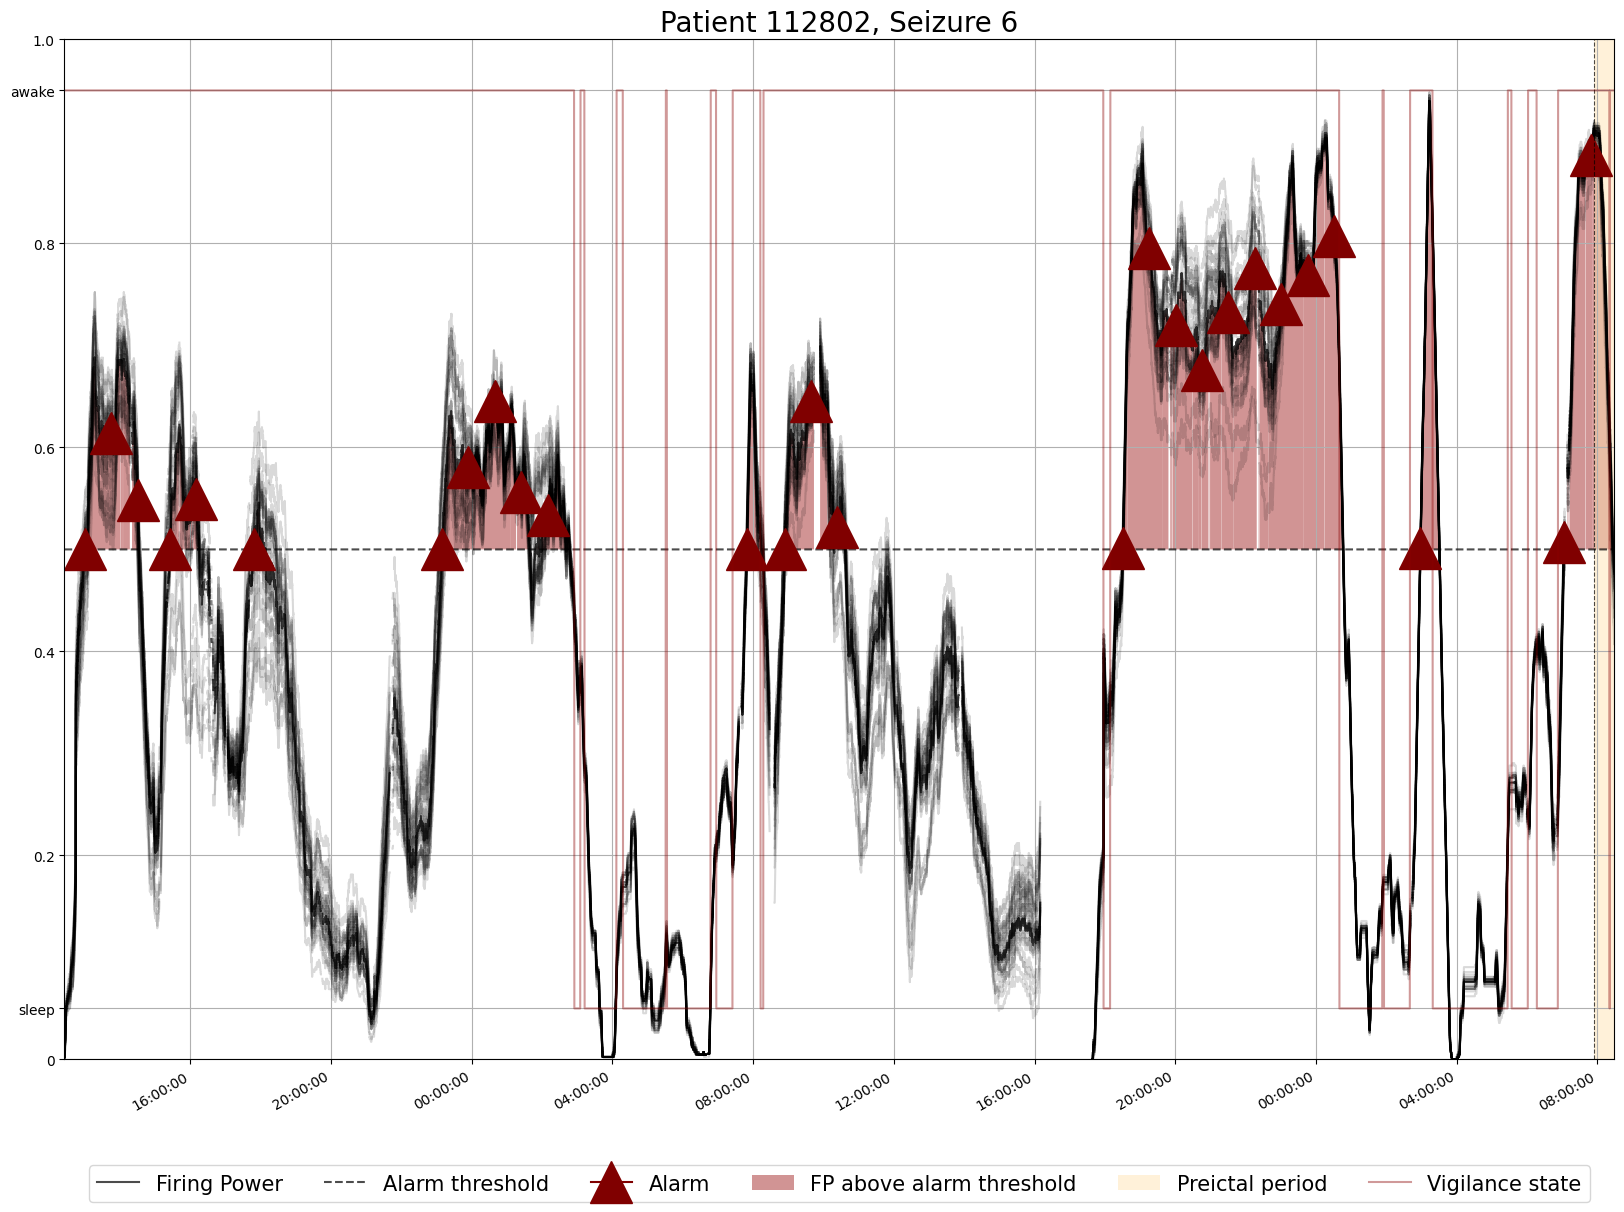 Patient 112802, Seizure 6
1.0
awake
0.8
0.6
0.4
0.2
sleep
0
16:00:00
20:00:00
00:00:00
04:00:00
08:00:00
12:00:00
16:00:00
20:00:00
00:00:00
04:00:00
08:00:00
Firing Power
Alarm threshold
Alarm
FP above alarm threshold
Preictal period
Vigilance state